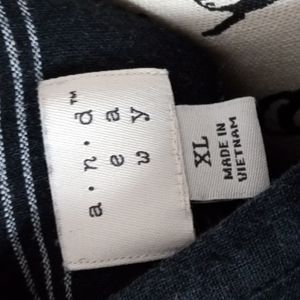 a · n · d™
e a
w y
XL
MADE IN
VIETNAM